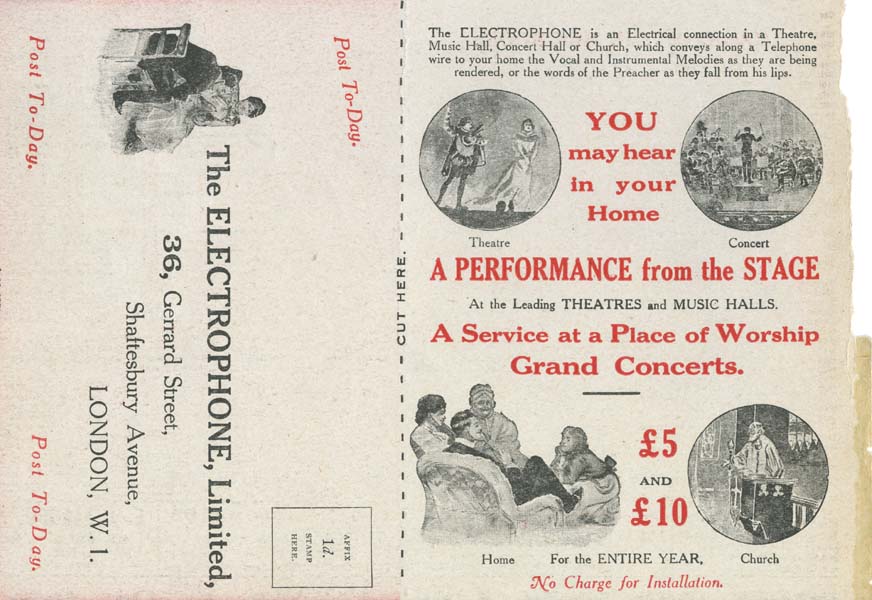 Post To-Day.
Post To-Day.
The ELECTROPHONE, Limited,
36, Gerrard Street,
Shaftesbury Avenue,
LONDON, W. 1.
Post To-Day.
AFFIX
1d.
STAMP
HERE.
CUT HERE.
The ELECTROPHONE is an Electrical connection in a Theatre,
Music Hall, Concert Hall or Church, which conveys along a Telephone
wire to your home the Vocal and Instrumental Melodies as they are being
rendered, or the words of the Preacher as they fall from his lips.
YOU
may hear
in your
Home
Theatre
Concert
A PERFORMANCE from the STAGE
At the Leading THEATRES and MUSIC HALLS.
A Service at a Place of Worship
Grand Concerts.
£5
AND
£10
Home
For the ENTIRE YEAR,
Church
No Charge for Installation.